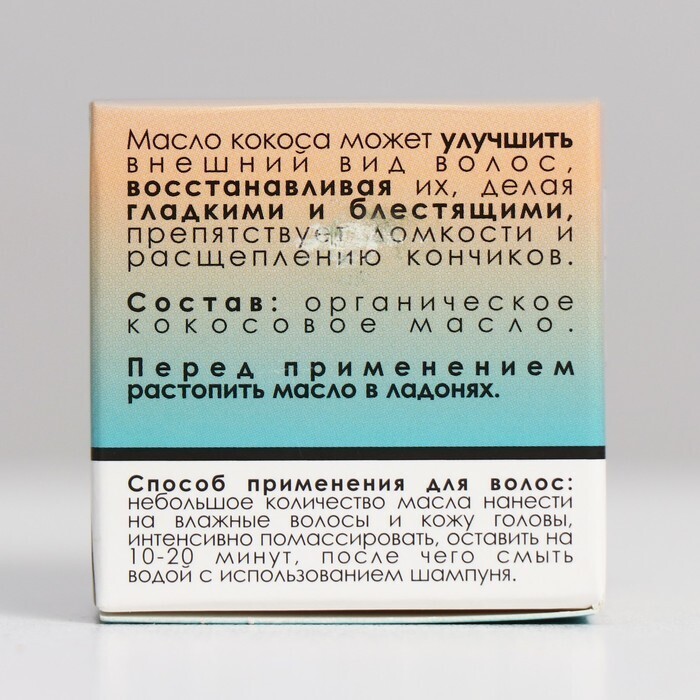 Масло кокоса может улучшить
внешний вид волос,
восстанавливая их, делая
гладкими и блестящими,
препятствует ломкости и
расщеплению кончиков.
Состав: органическое
кокосовое масло.
Перед применением
растопить масло в ладонях.
Способ применения для волос:
небольшое количество масла нанести
на влажные волосы и кожу головы,
интенсивно помассировать, оставить на
10-20 минут, после чего смыть
водой с использованием шампуня.